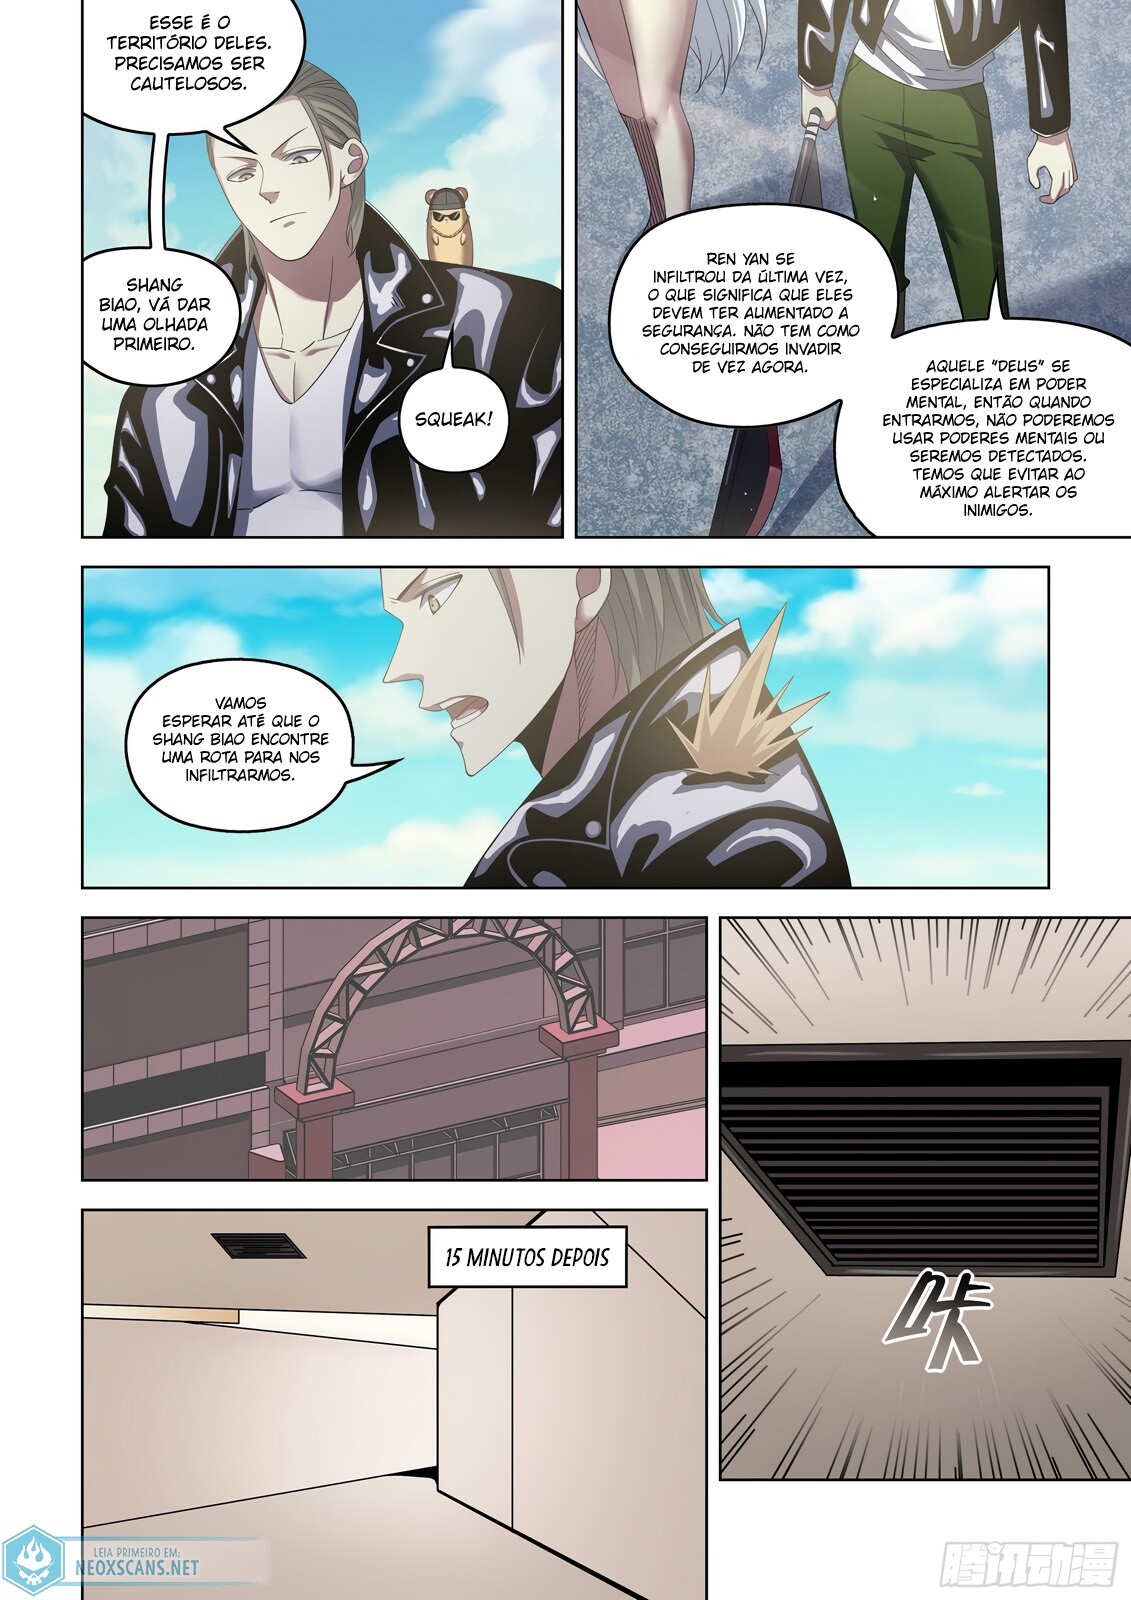 ESSE É O
TERRITÓRIO DELES.
PRECISAMOS SER
CAUTELOSOS.
SHANG
BIAO, VÁ DAR
UMA OLHADA
PRIMEIRO.
SQUEAK!
REN YAN SE
INFILTROU DA ÚLTIMA VEZ,
O QUE SIGNIFICA QUE ELES
DEVEM TER AUMENTADO A
SEGURANÇA. NÃO TEM COMO
CONSEGUIRMOS INVADIR
DE VEZ AGORA.
AQUELE "DEUS" SE
ESPECIALIZA EM PODER
MENTAL, ENTÃO QUANDO
ENTRARMOS, NÃO PODEREMOS
USAR PODERES MENTAIS OU
SEREMOS DETECTADOS.
TEMOS QUE EVITAR AO
MÁXIMO ALERTAR OS
INIMIGOS.
VAMOS
ESPERAR ATÉ QUE O
SHANG BIAO ENCONTRE
UMA ROTA PARA NOS
INFILTRARMOS.
15 MINUTOS DEPOIS
咔
LEIA PRIMEIRO EM:
NEOXSCANS.NET
腾讯动漫